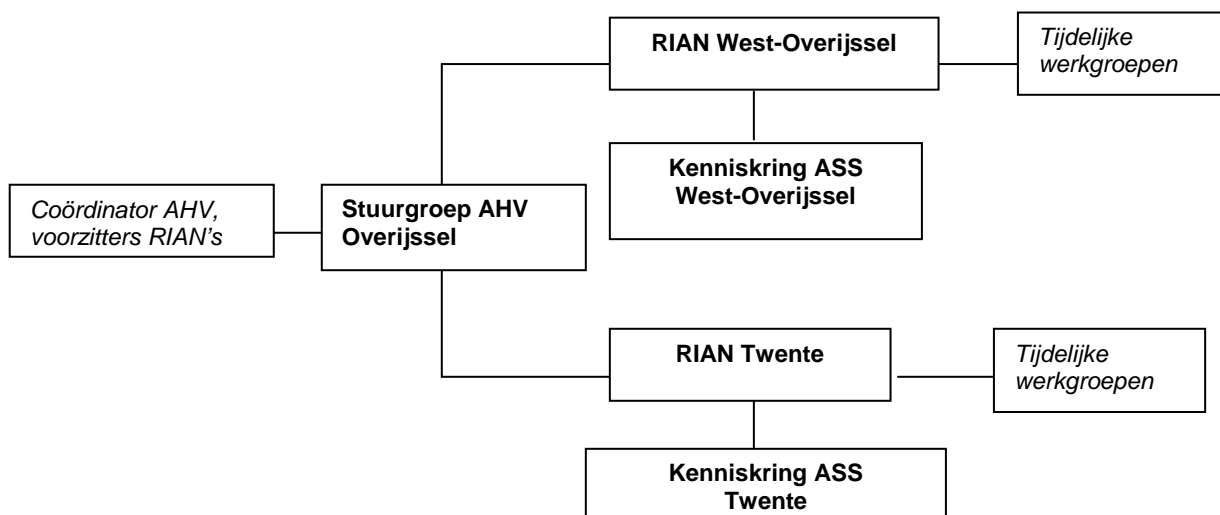 RIAN West-Overijssel
Tijdelijke
werkgroepen
Kenniskring ASS
West-Overijssel
Coördinator AHV,
voorzitters RIAN’s
Stuurgroep AHV
Overijssel
RIAN Twente
Tijdelijke
werkgroepen
Kenniskring ASS
Twente